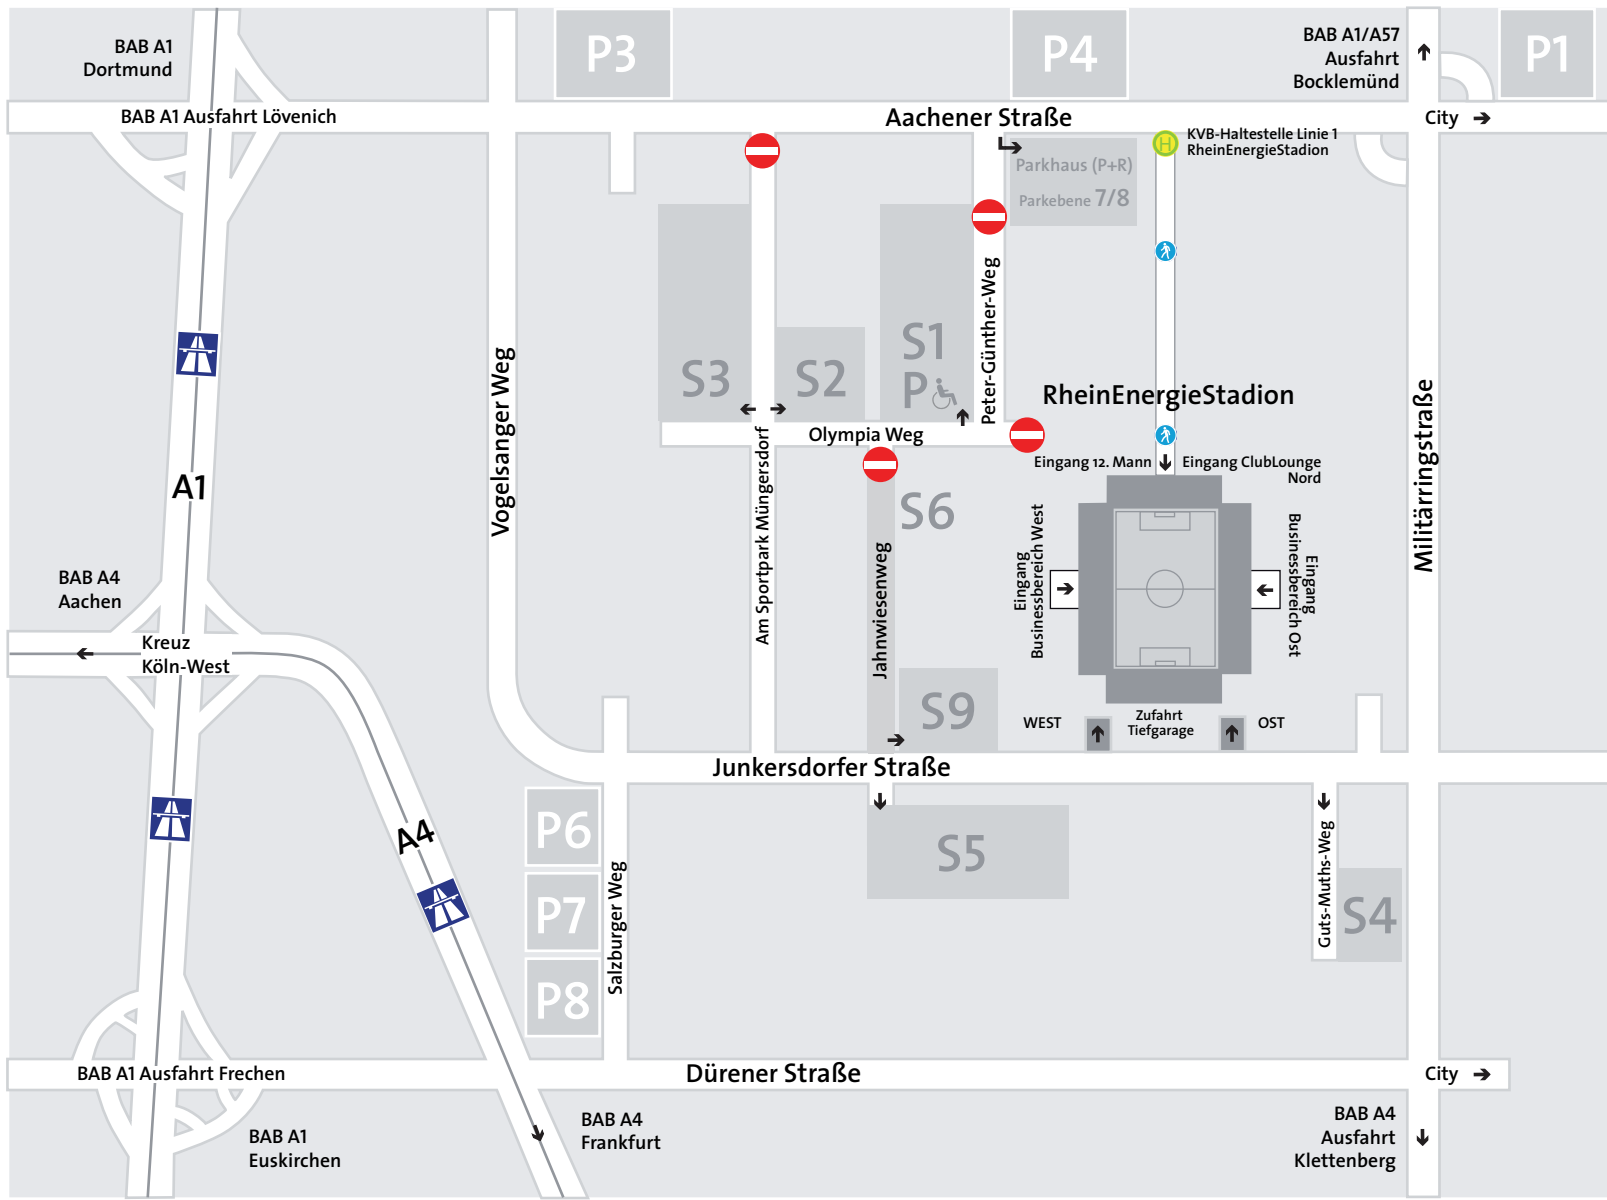 BAB A1
Dortmund
P3
P4
BAB A1/A57
Ausfahrt
Bocklemünd
P1
BAB A1 Ausfahrt Lövenich
Aachener Straße
City
H
KVB-Haltestelle Linie 1
RheinEnergieStadion
Parkhaus (P+R)
Parkebene 7/8
Vogelsanger Weg
S3
S2
S1
P
Peter-Günther-Weg
RheinEnergieStadion
Militärringstraße
Olympia Weg
Am Sportpark Müngersdorf
Eingang 12. Mann
Eingang ClubLounge
Nord
A1
S6
Jahnwiesenweg
Eingang
Businessbereich West
Eingang
Businessbereich Ost
BAB A4
Aachen
Kreuz
Köln-West
S9
WEST
Zufahrt
Tiefgarage
OST
Junkersdorfer Straße
A4
P6
P7
P8
Salzburger Weg
S5
Guts-Muths-Weg
S4
BAB A1 Ausfahrt Frechen
Dürener Straße
City
BAB A1
Euskirchen
BAB A4
Frankfurt
BAB A4
Ausfahrt
Klettenberg